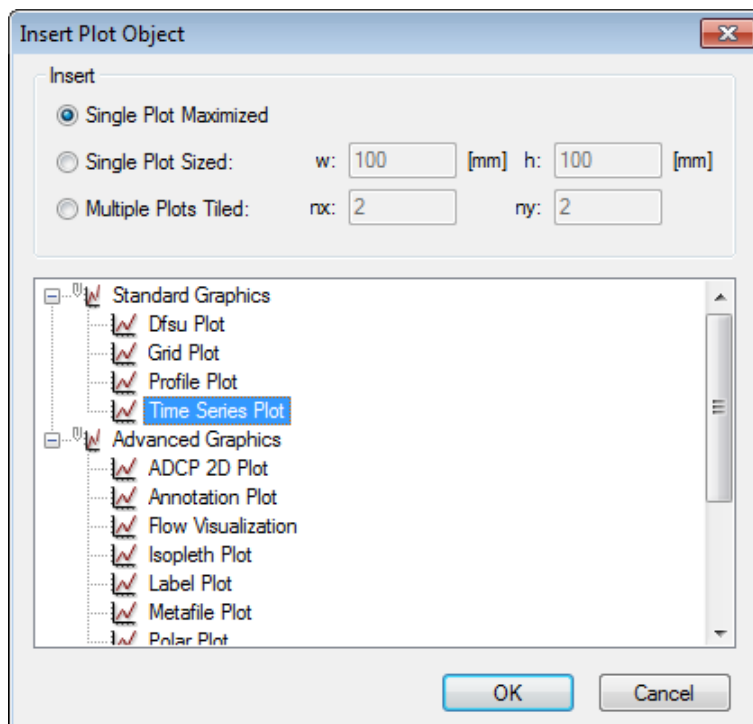 Insert Plot Object
Insert
Single Plot Maximized
Single Plot Sized: w: 100 [mm] h: 100 [mm]
Multiple Plots Tiled: nx: 2 ny: 2
Standard Graphics
Dfsu Plot
Grid Plot
Profile Plot
Time Series Plot
Advanced Graphics
ADCP 2D Plot
Annotation Plot
Flow Visualization
Isopleth Plot
Label Plot
Metafile Plot
Polar Plot
OK Cancel